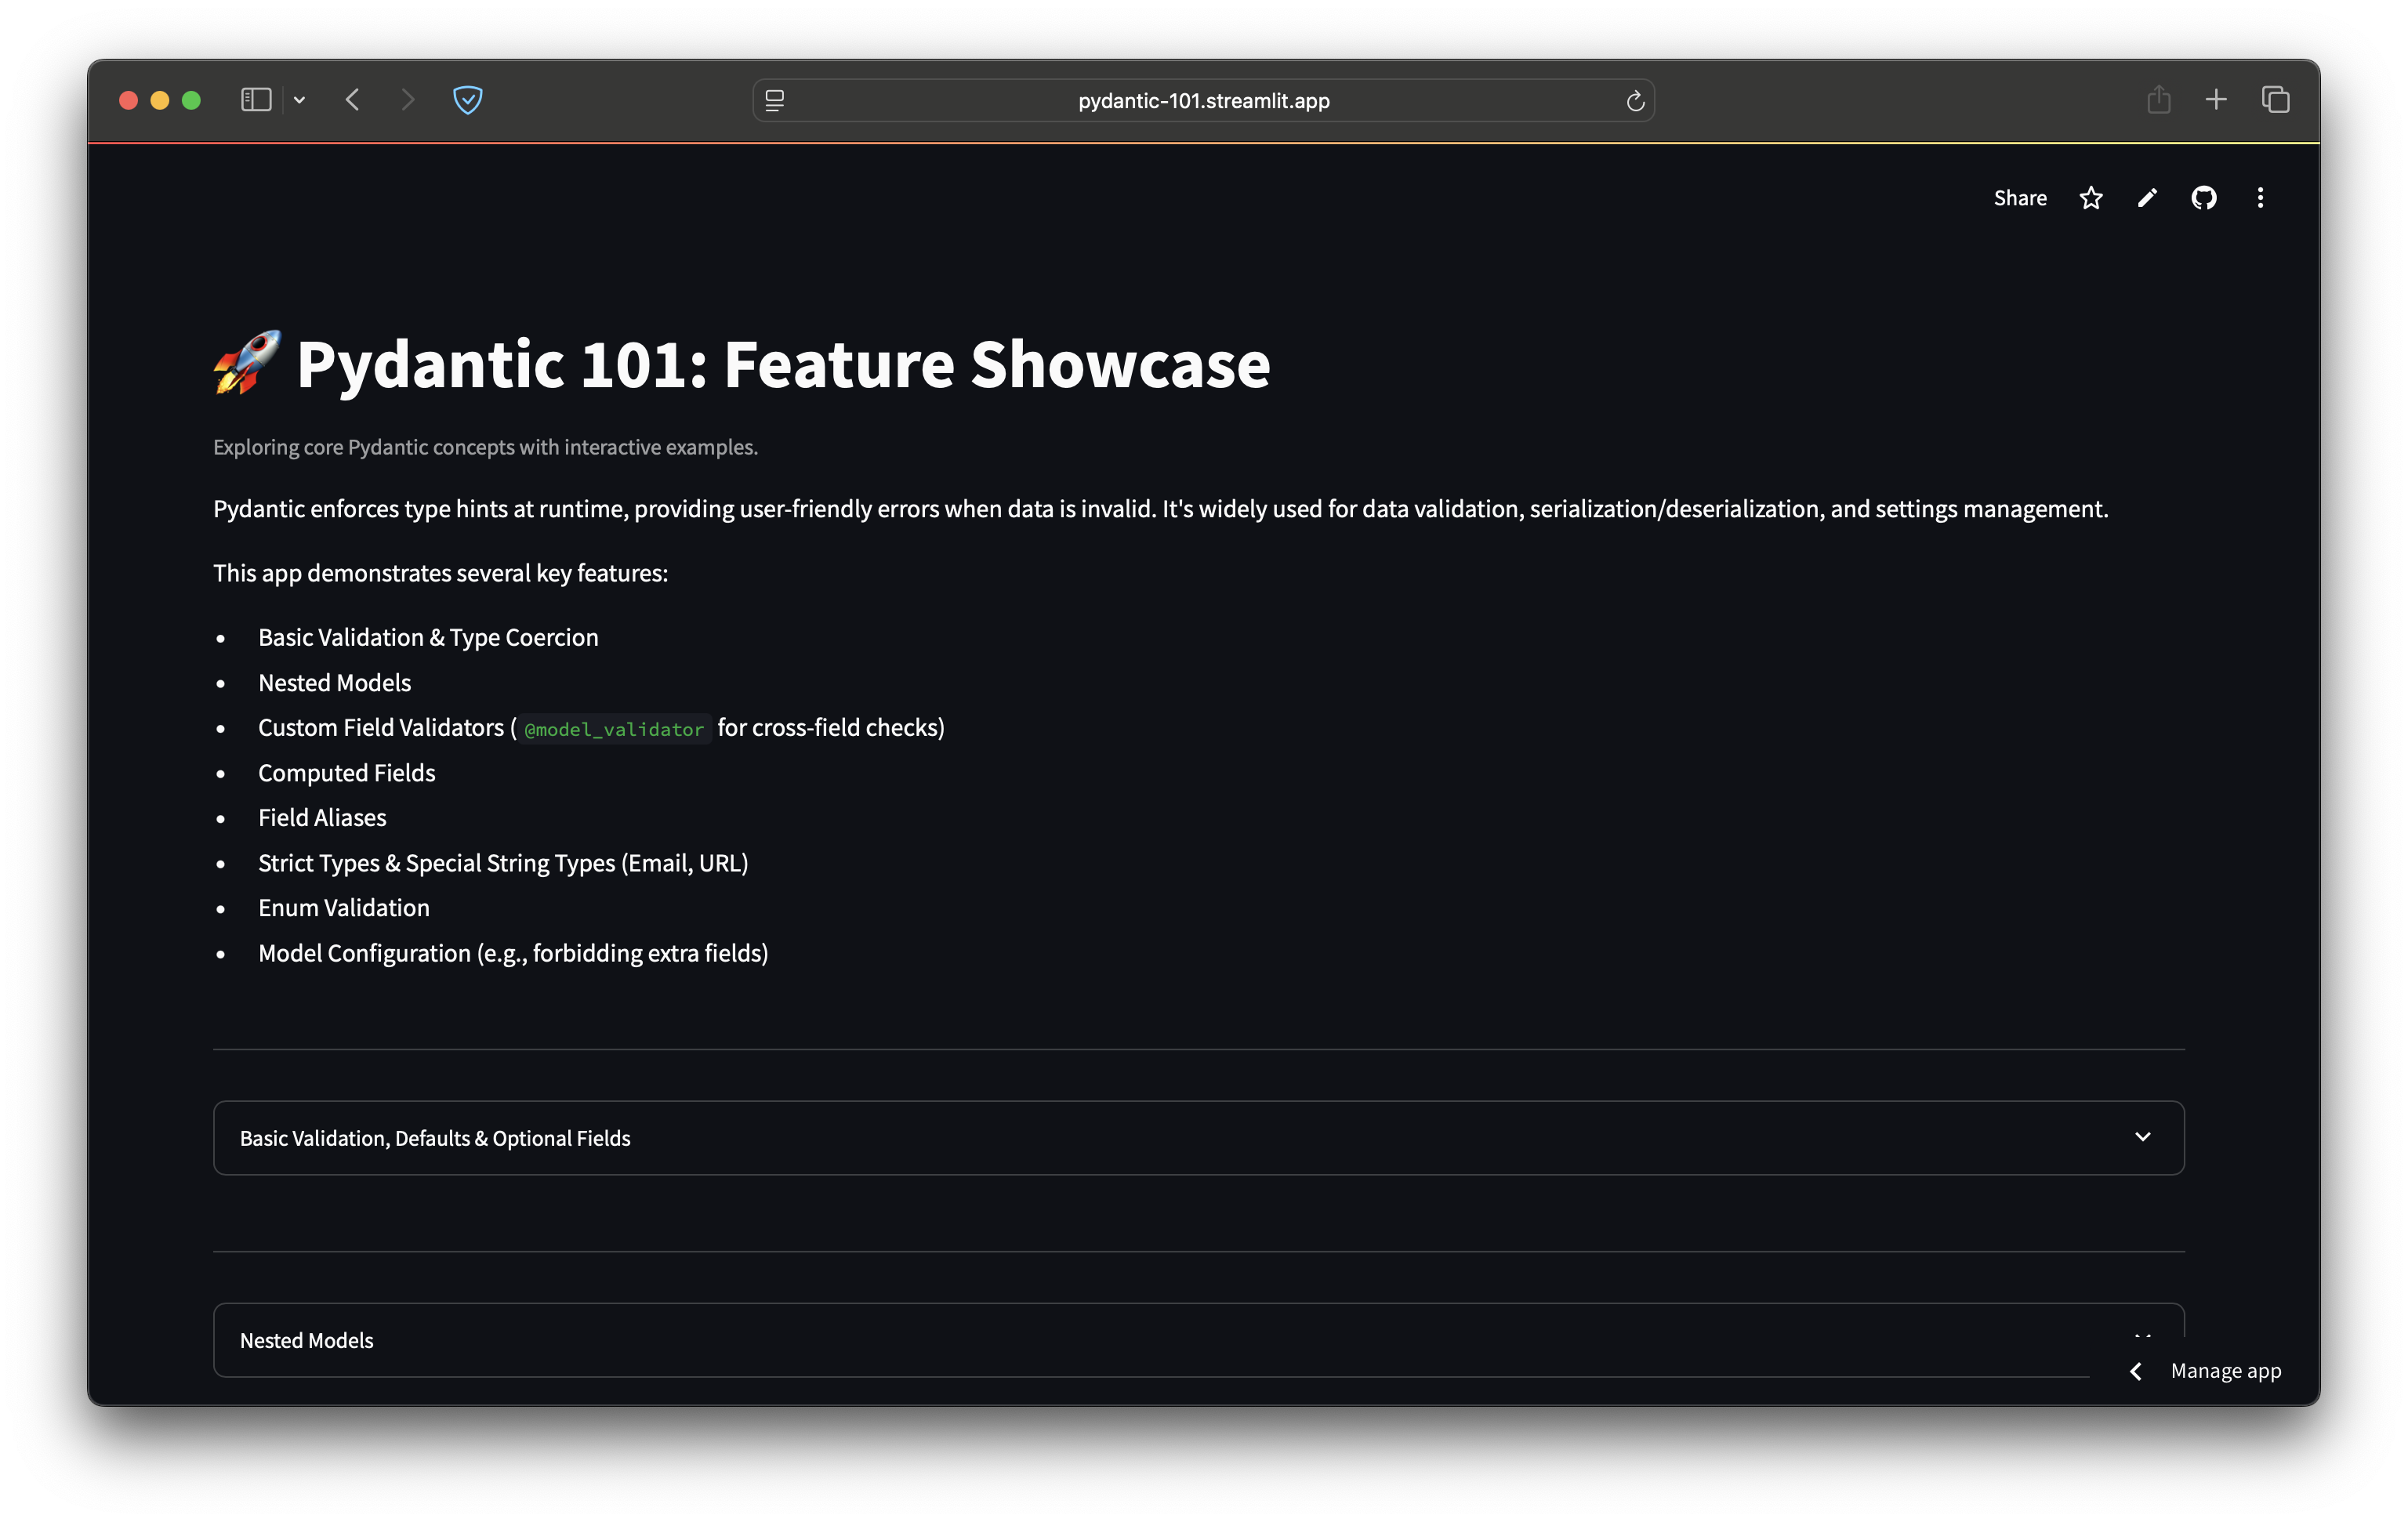 pydantic-101.streamlit.app
Share
🚀 Pydantic 101: Feature Showcase
Exploring core Pydantic concepts with interactive examples.
Pydantic enforces type hints at runtime, providing user-friendly errors when data is invalid. It's widely used for data validation, serialization/deserialization, and settings management.
This app demonstrates several key features:
• Basic Validation & Type Coercion
• Nested Models
• Custom Field Validators ( @model_validator for cross-field checks)
• Computed Fields
• Field Aliases
• Strict Types & Special String Types (Email, URL)
• Enum Validation
• Model Configuration (e.g., forbidding extra fields)
Basic Validation, Defaults & Optional Fields
Nested Models
Manage app